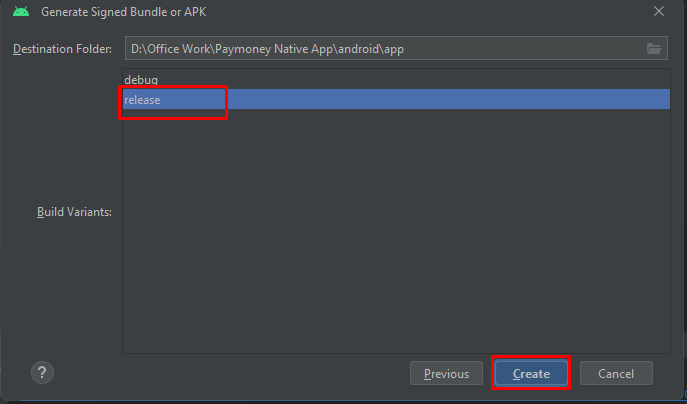 Generate Signed Bundle or APK
Destination Folder: D:\Office Work\Paymoney Native App\android\app
debug
release
Build Variants:
? Previous Create Cancel